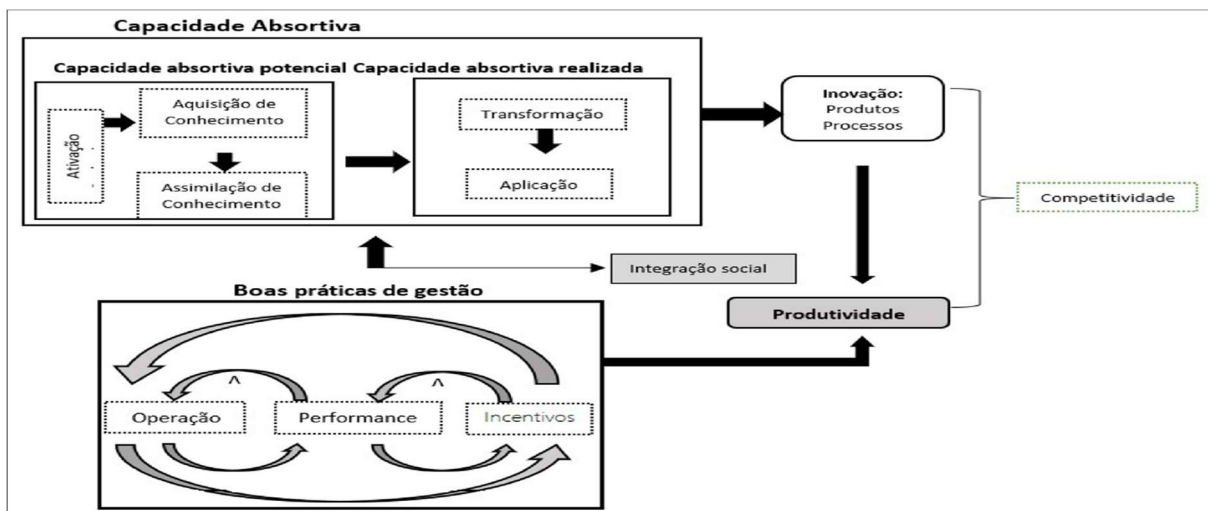 Capacidade Absortiva
Capacidade absortiva potencial
Capacidade absortiva realizada
Ativação
Aquisição de
Conhecimento
Assimilação de
Conhecimento
Transformação
Aplicação
Inovação:
Produtos
Processos
Competitividade
Integração social
Boas práticas de gestão
Produtividade
Operação
Performance
Incentivos